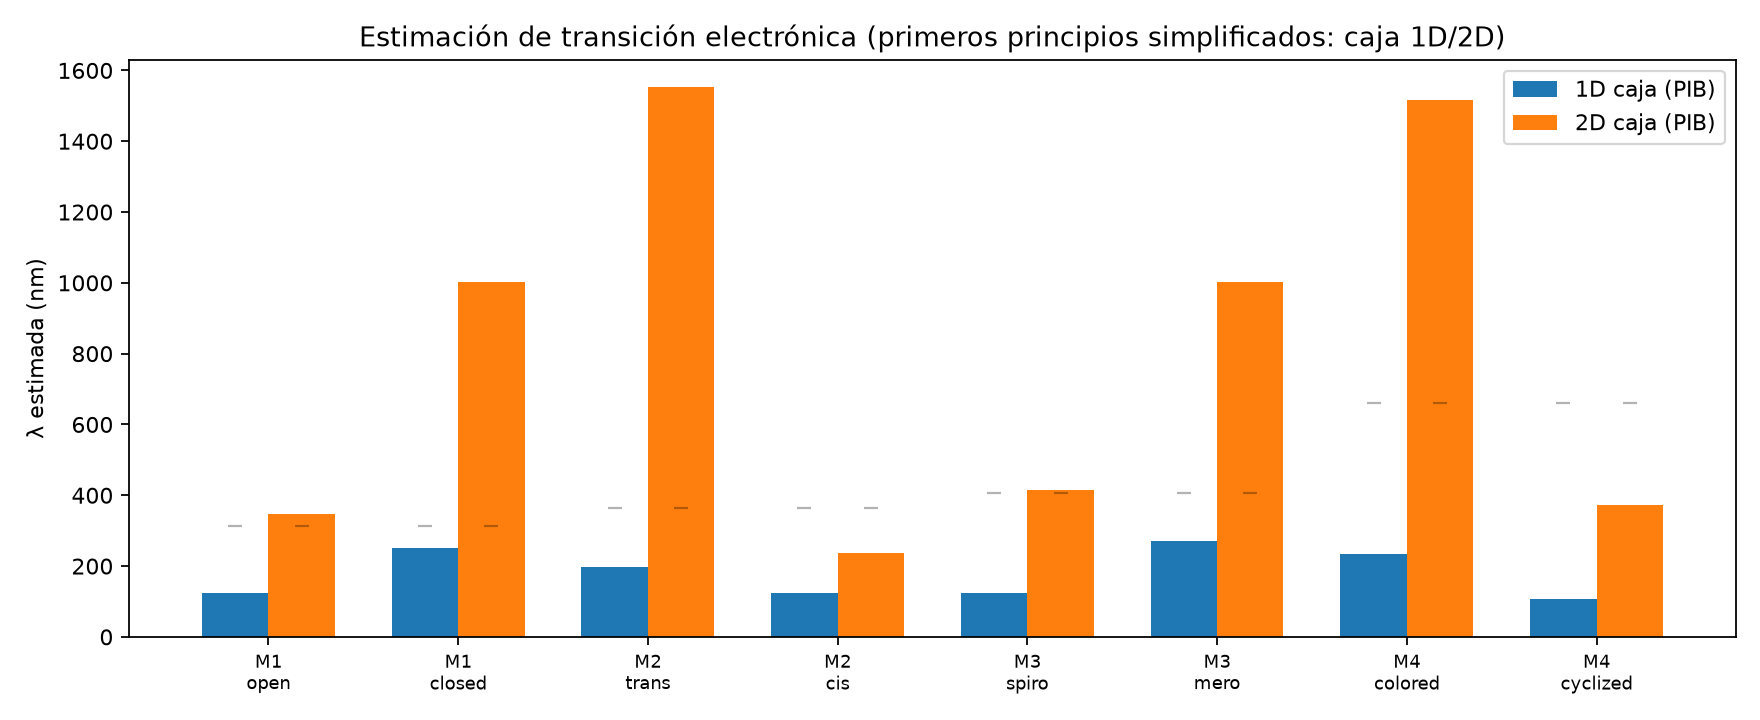 Estimación de transición electrónica (primeros principios simplificados: caja 1D/2D)
1D caja (PIB)
2D caja (PIB)
λ estimada (nm)
1600
1400
1200
1000
800
600
400
200
0
M1
open
M1
closed
M2
trans
M2
cis
M3
spiro
M3
mero
M4
colored
M4
cyclized